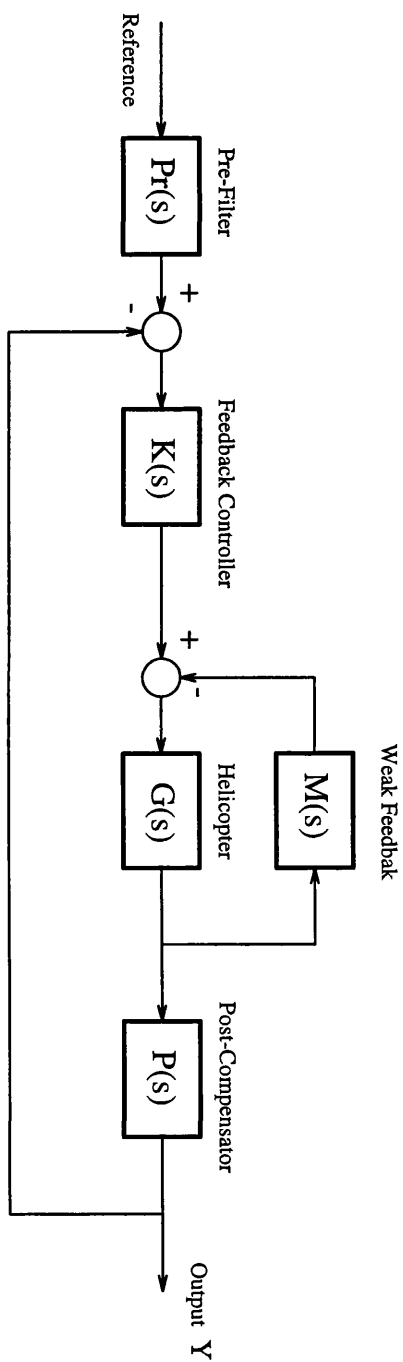 Weak Feedbak
M(s)
Pre-Filter
Feedback Controller
Helicopter
Post-Compensator
Output Y
Reference
Pr(s)
+
-
K(s)
+
-
G(s)
P(s)